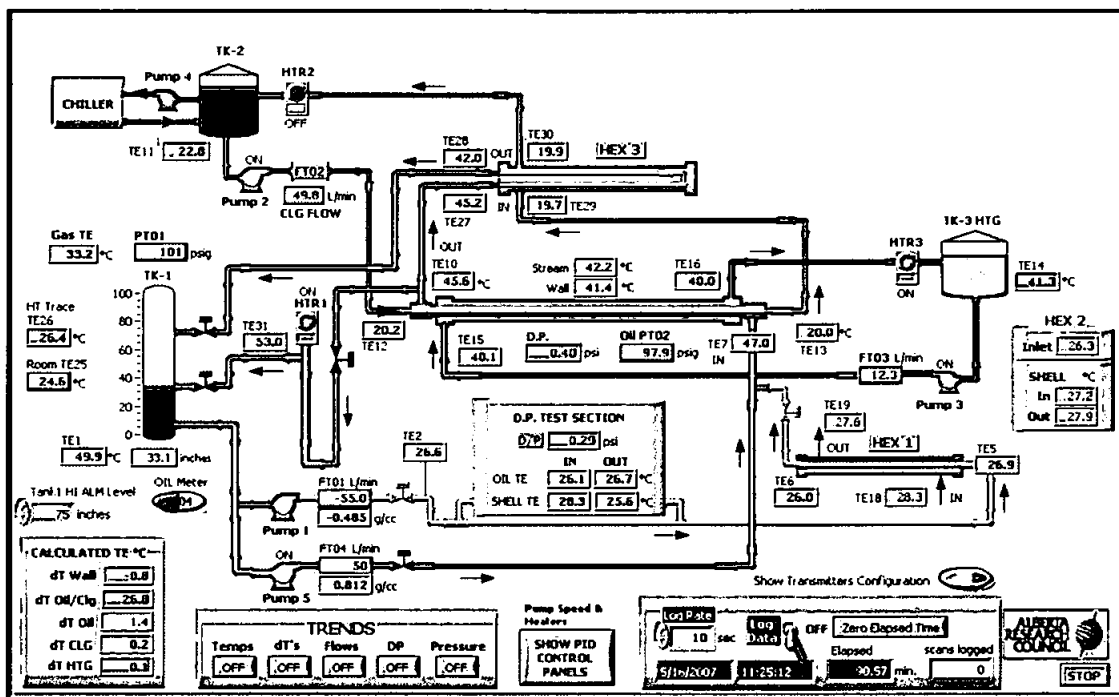 TK-2
Pump 4
HTR2
CHILLER
OFF
TE11 22.8
ON
Pump 2
FT02
49.8 L/min
CLG FLOW
TE28
42.0 OUT
TE30
19.9
HEX 3
45.2 IN
TE27
19.7 TE29
OUT
TE10
45.6 °C
Gas TE
33.2 °C
PT01
101 psig
TK-1
100
80
60
40
20
0
HT Trace
TE26
26.4 °C
Room TE25
24.6 °C
TE1
49.9 °C
33.1 inches
TE31
53.0
ON
HTR1
20.2
TE12
Stream 42.2 °C
Wall 41.4 °C
TE16
40.0
TE15
40.1
D.P.
0.40 psi
Oil PT02
97.9 psig
TE7
IN
47.0
20.0 °C
TE13
HTR3
ON
TK-3 HTG
TE14
41.3 °C
FT03 L/min
12.3
ON
Pump 3
HEX 2
Inlet 26.3
SHELL °C
In 27.2
Out 27.9
TE19
27.6
OUT
HEX 1
TE5
26.9
TE6
26.0
TE18 28.3 IN
D.P. TEST SECTION
D/P 0.29 psi
IN OUT
OIL TE 26.1 26.7 °C
SHELL TE 28.3 25.6 °C
TE2
26.6
Tank1 HI ALM Level
75 inches
OIL Meter
Pump 1
FT01 L/min
-55.0
-0.485 g/cc
ON
Pump 5
FT04 L/min
50
0.812 g/cc
CALCULATED TE °C
dT Wall -0.8
dT Oil/Clg 26.8
dT Oil 1.4
dT CLG 0.2
dT HTG
TRENDS
Temps dT's Flows DP Pressure
OFF OFF OFF OFF OFF
Pump Speed &
Heaters
SHOW PID
CONTROL
PANELS
Show Transmitters Configuration
Log Rate
10 sec
Log
Data
OFF
Zero Elapsed Time
Elapsed
min.
scans logged
0
11:25:12
ALBERTA
RESEARCH
COUNCIL
STOP